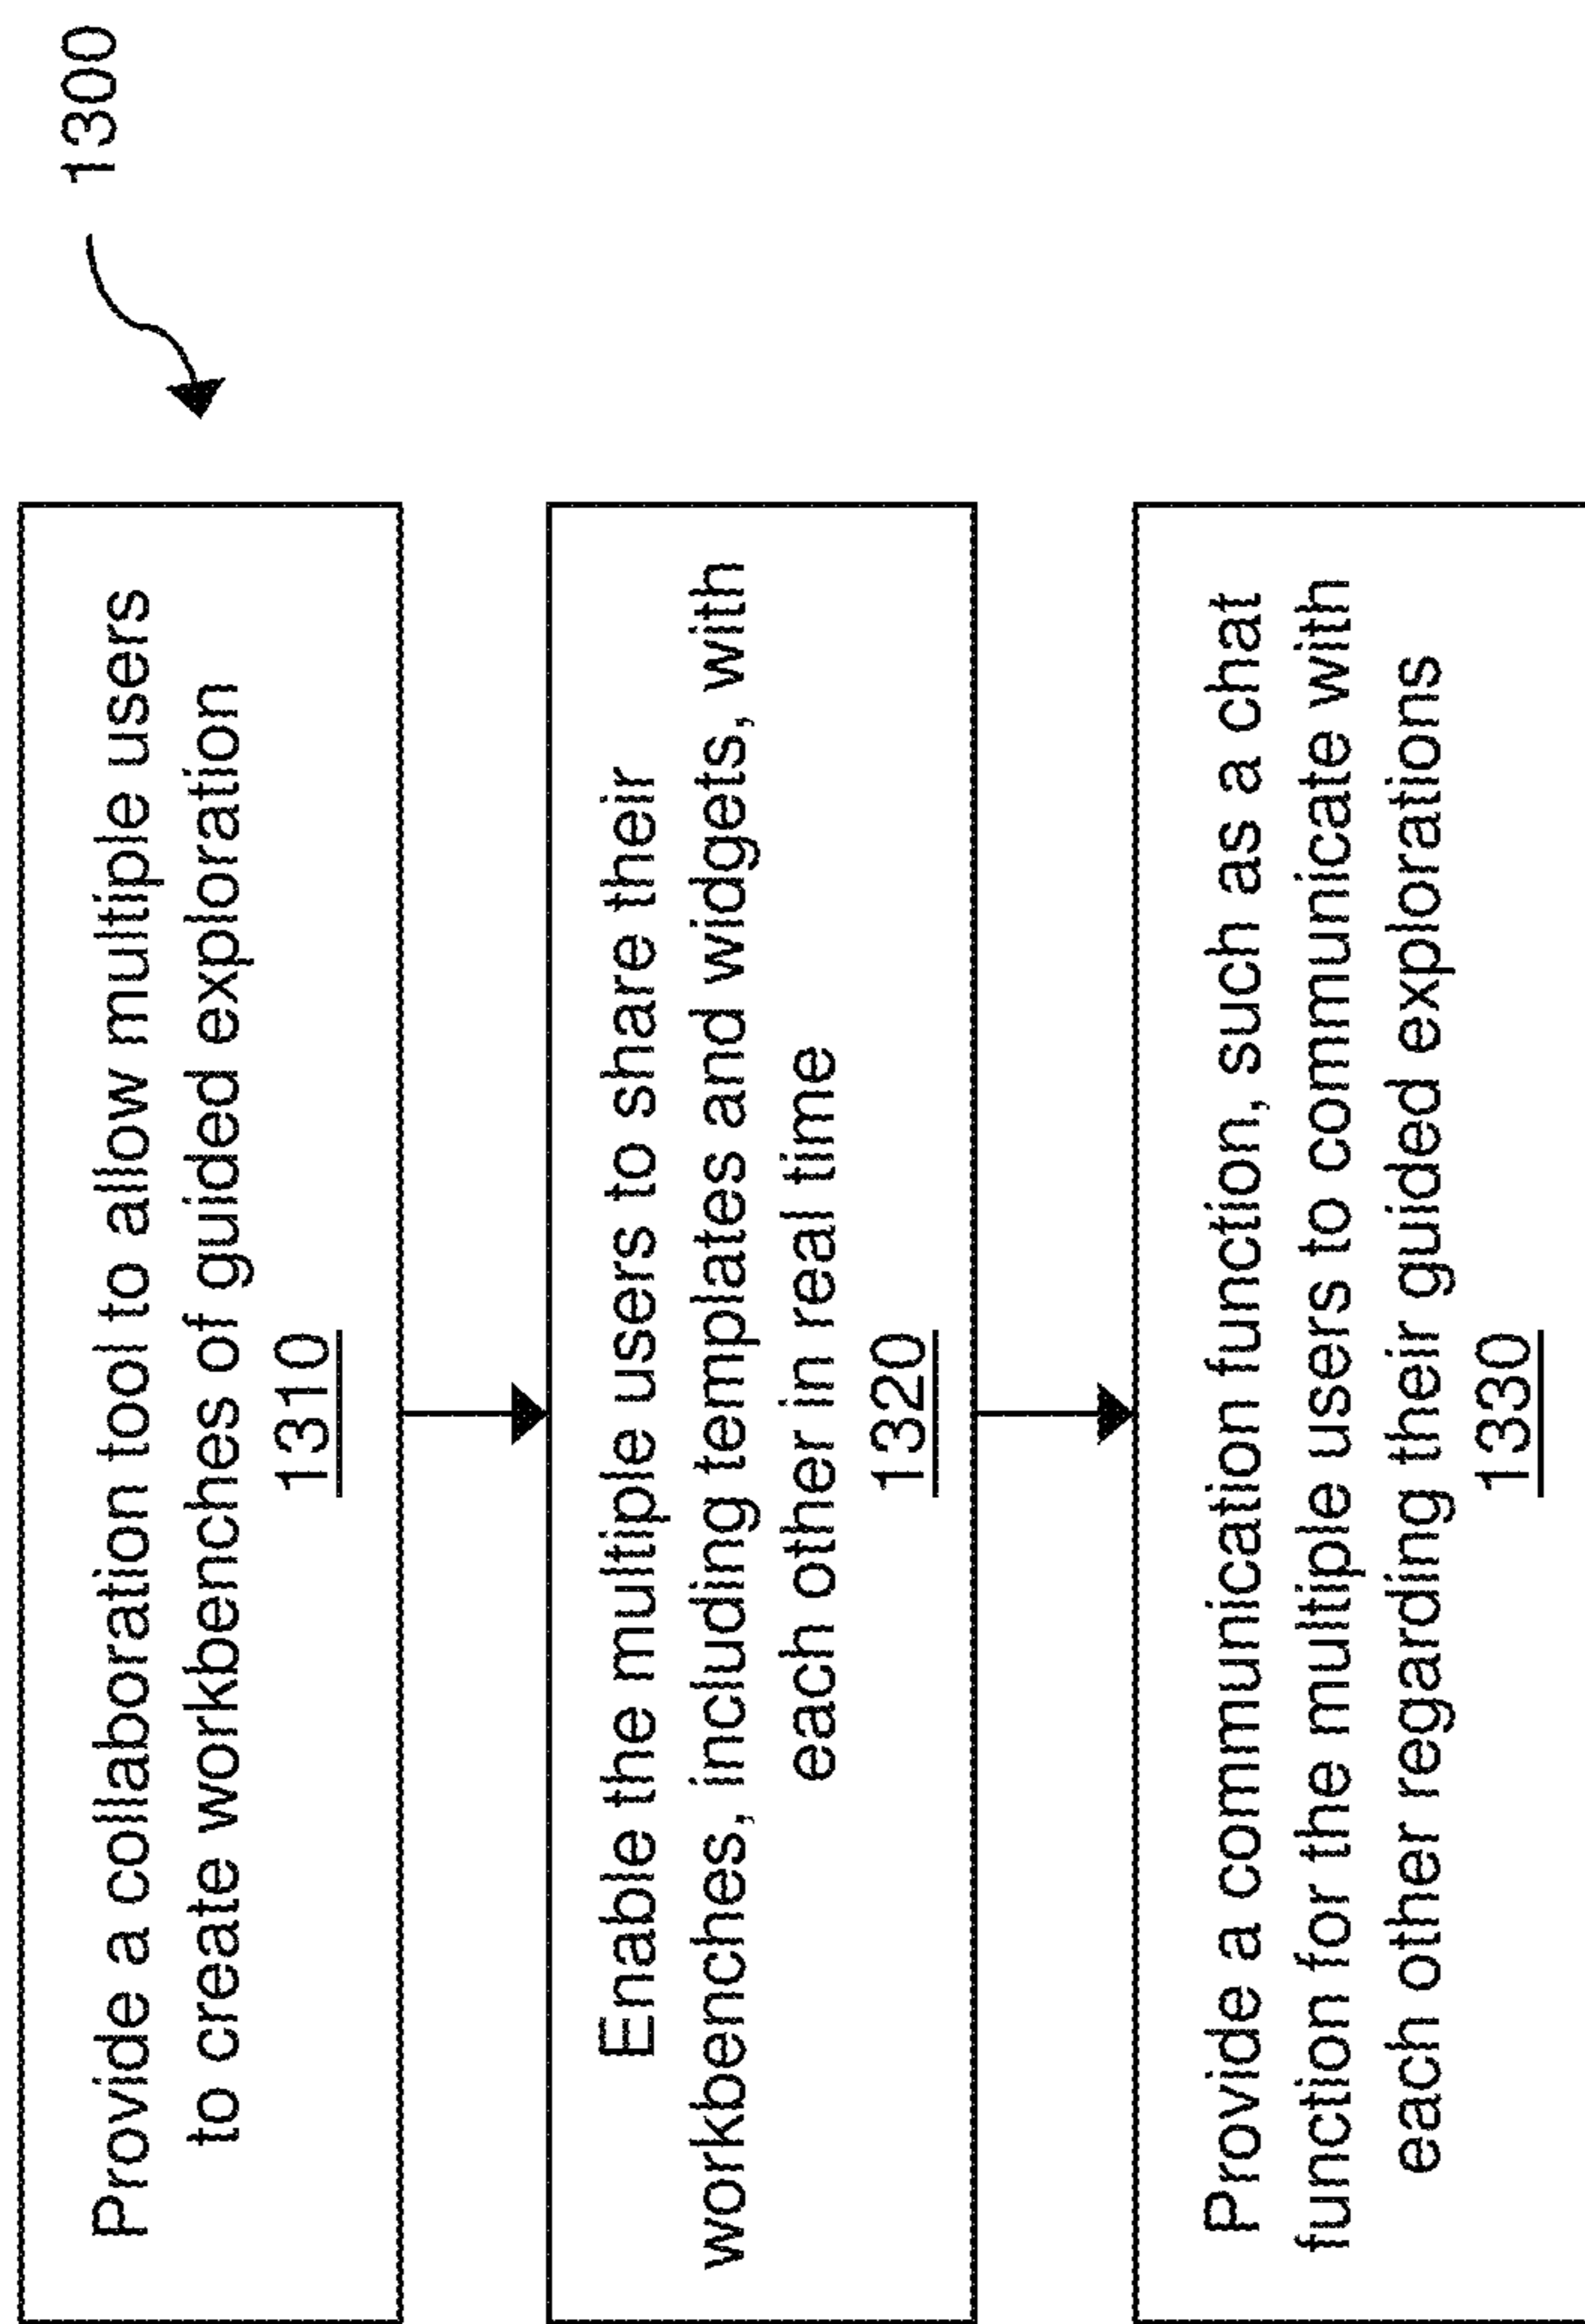 1300
Provide a collaboration tool to allow multiple users
to create workbenches of guided exploration
1310
Enable the multiple users to share their
workbenches, including templates and widgets, with
each other in real time
1320
Provide a communication function, such as a chat
function for the multiple users to communicate with
each other regarding their guided explorations
1330